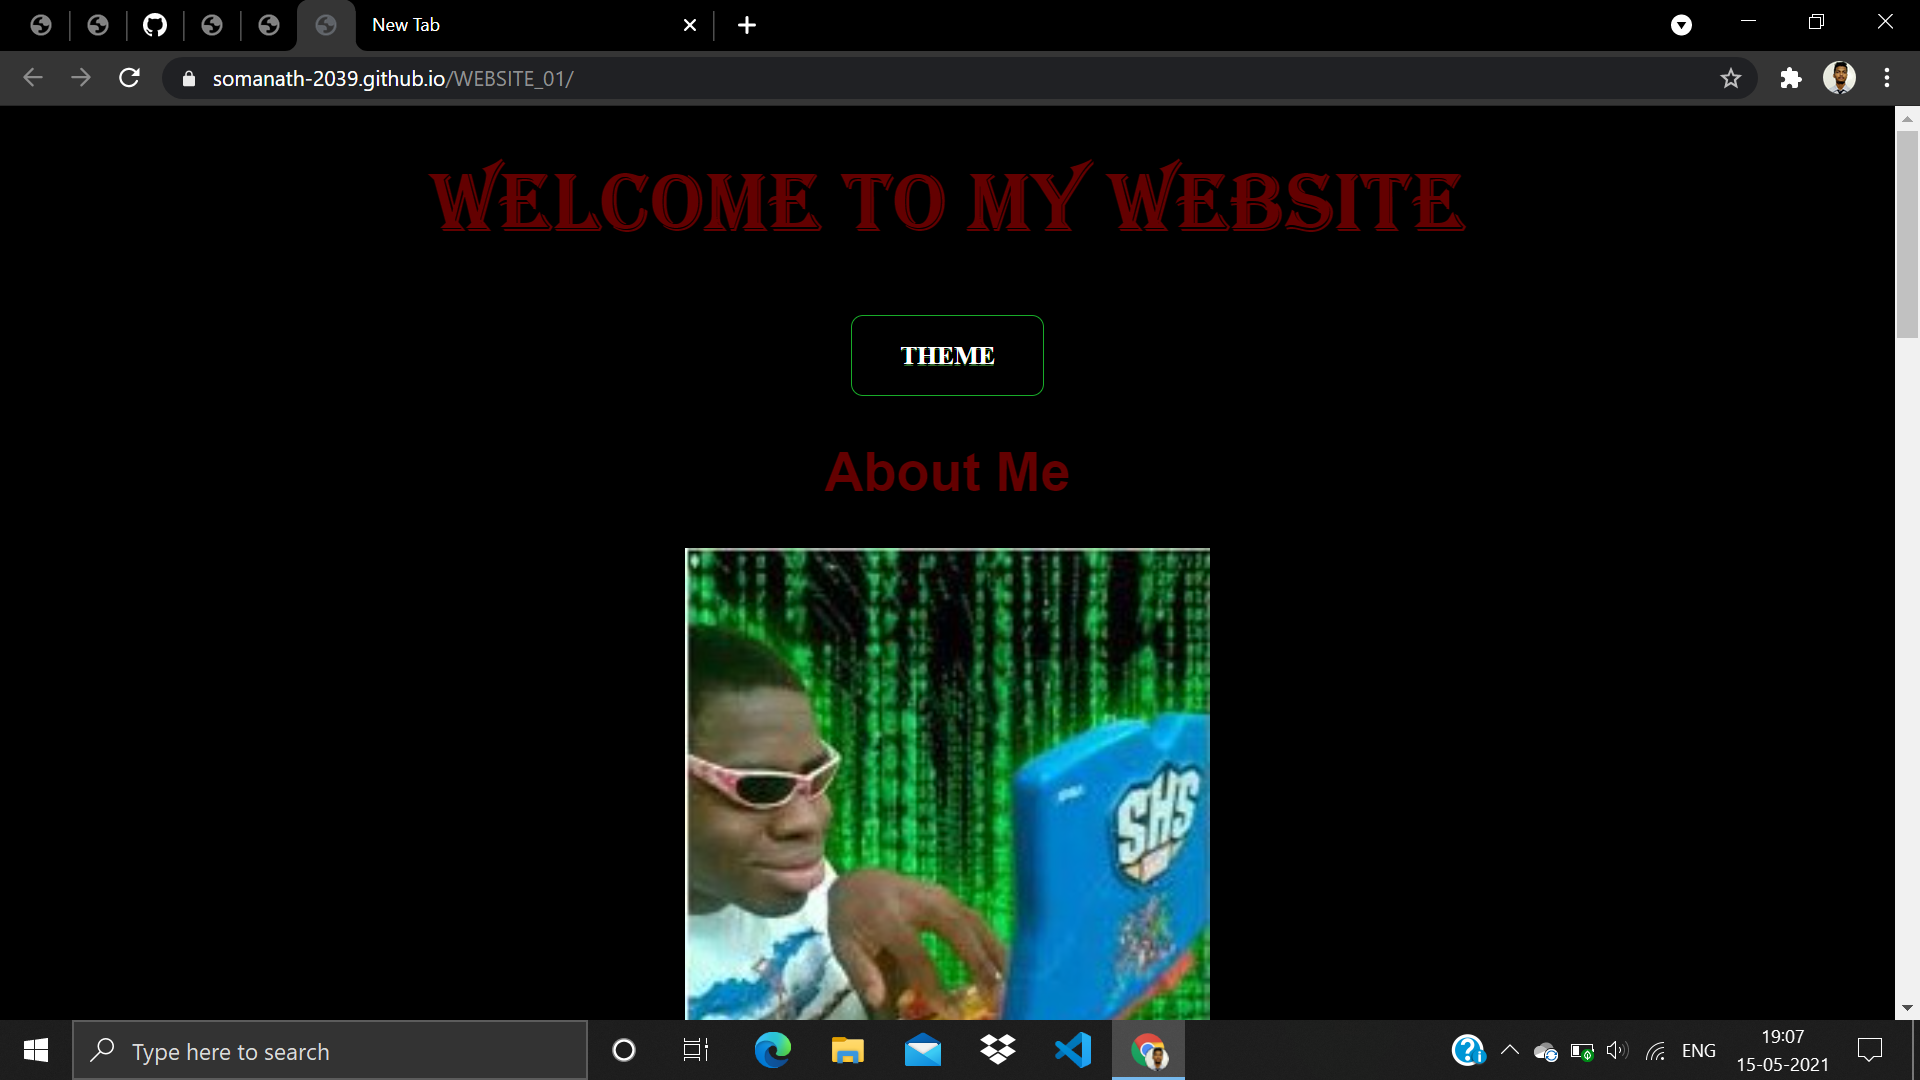 New Tab
somanath-2039.github.io/WEBSITE_01/
WELCOME TO MY WEBSITE
THEME
About Me
SHS
Type here to search
ENG
19:07
15-05-2021